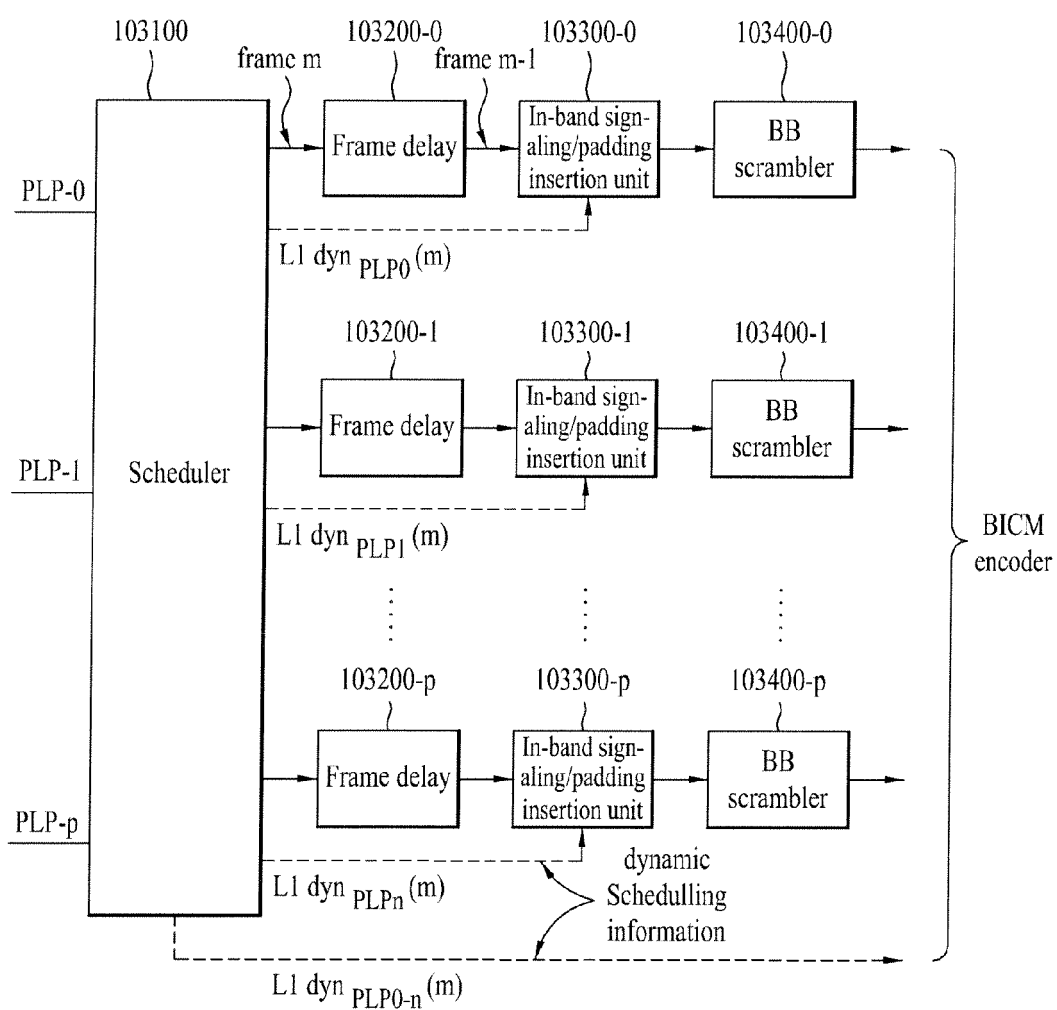 103100
103200-0
103300-0
103400-0
frame m
frame m-1
Frame delay
In-band sign-
aling/padding
insertion unit
BB
scrambler
PLP-0
L1 dyn PLP0 (m)
103200-1
103300-1
103400-1
Frame delay
In-band sign-
aling/padding
insertion unit
BB
scrambler
PLP-1
Scheduler
L1 dyn PLP1 (m)
BICM
encoder
103200-p
103300-p
103400-p
Frame delay
In-band sign-
aling/padding
insertion unit
BB
scrambler
PLP-p
L1 dyn PLPn (m)
dynamic
Schedulling
information
L1 dyn PLP0-n (m)